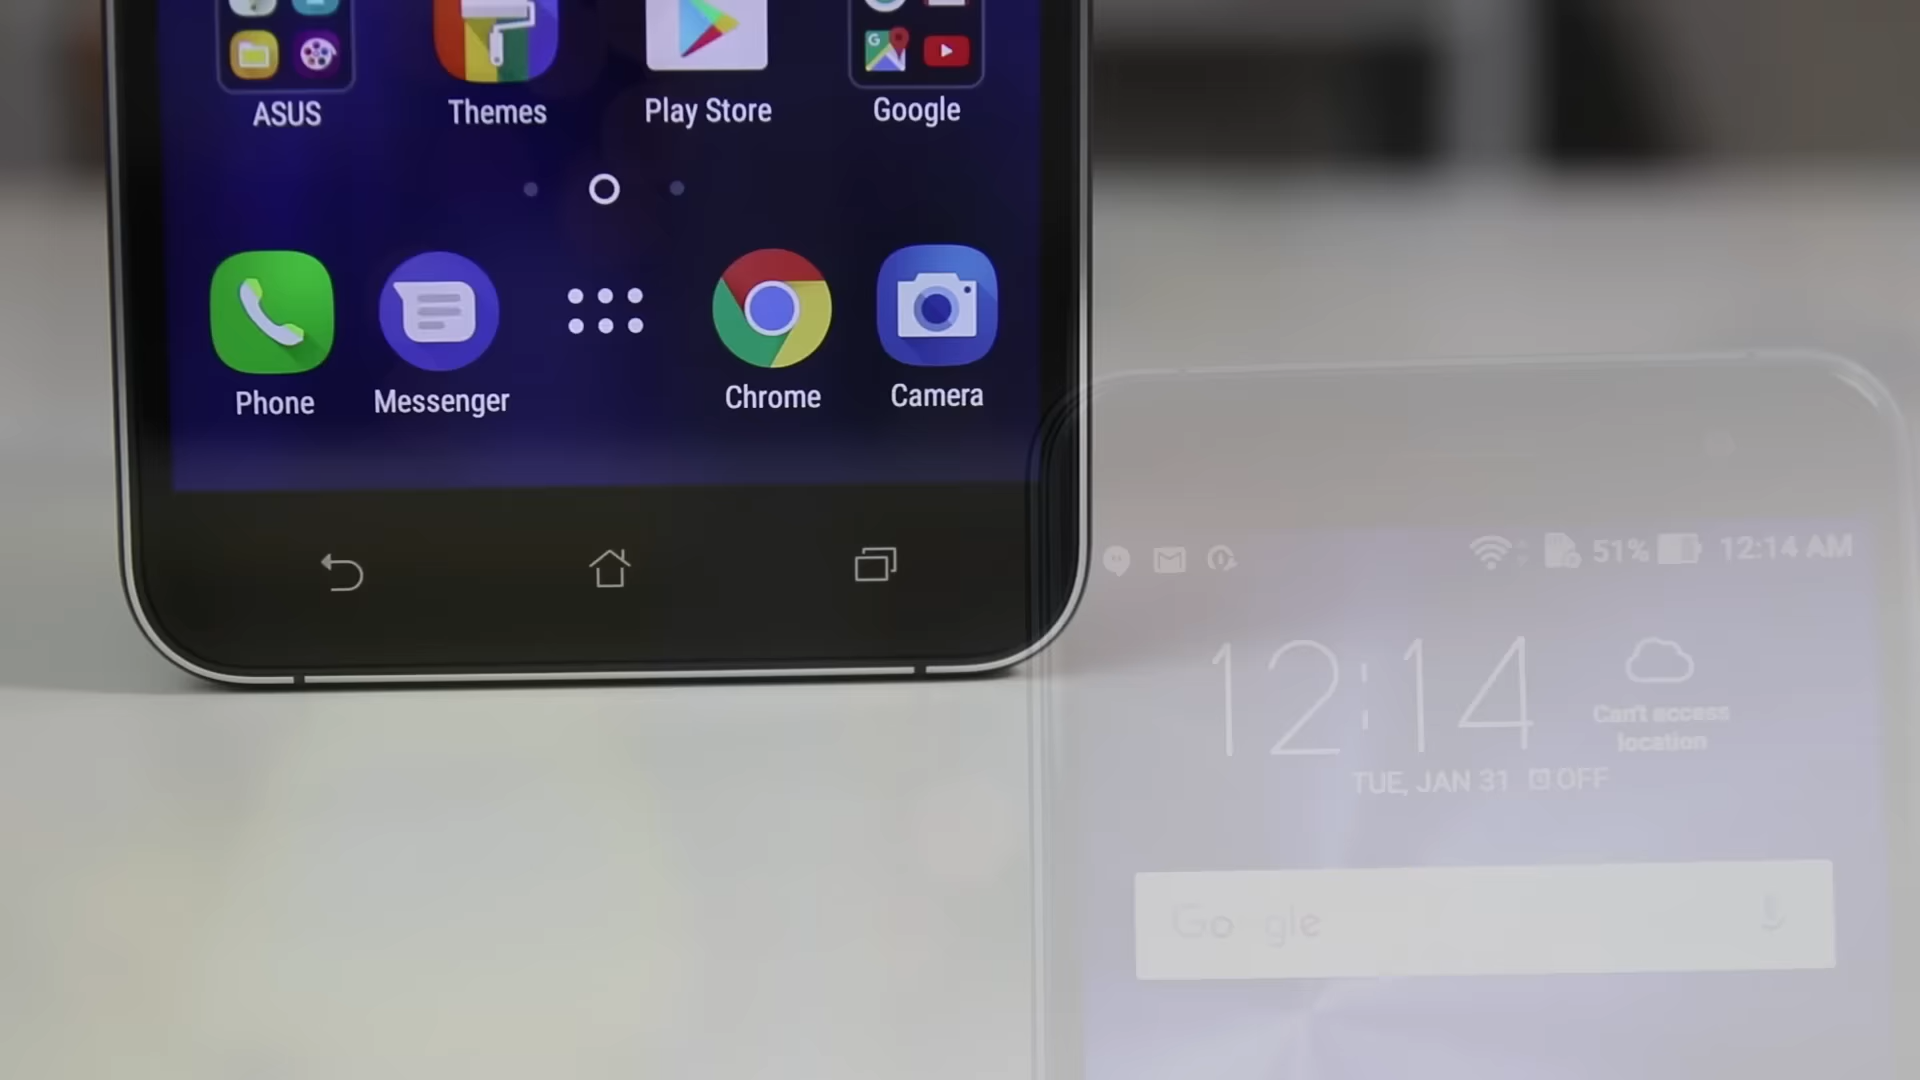 ASUS
Themes
Play Store
Google
Phone
Messenger
Chrome
Camera
51%
12:14 AM
12:14
Can't access
location
TUE, JAN 31
OFF
Google